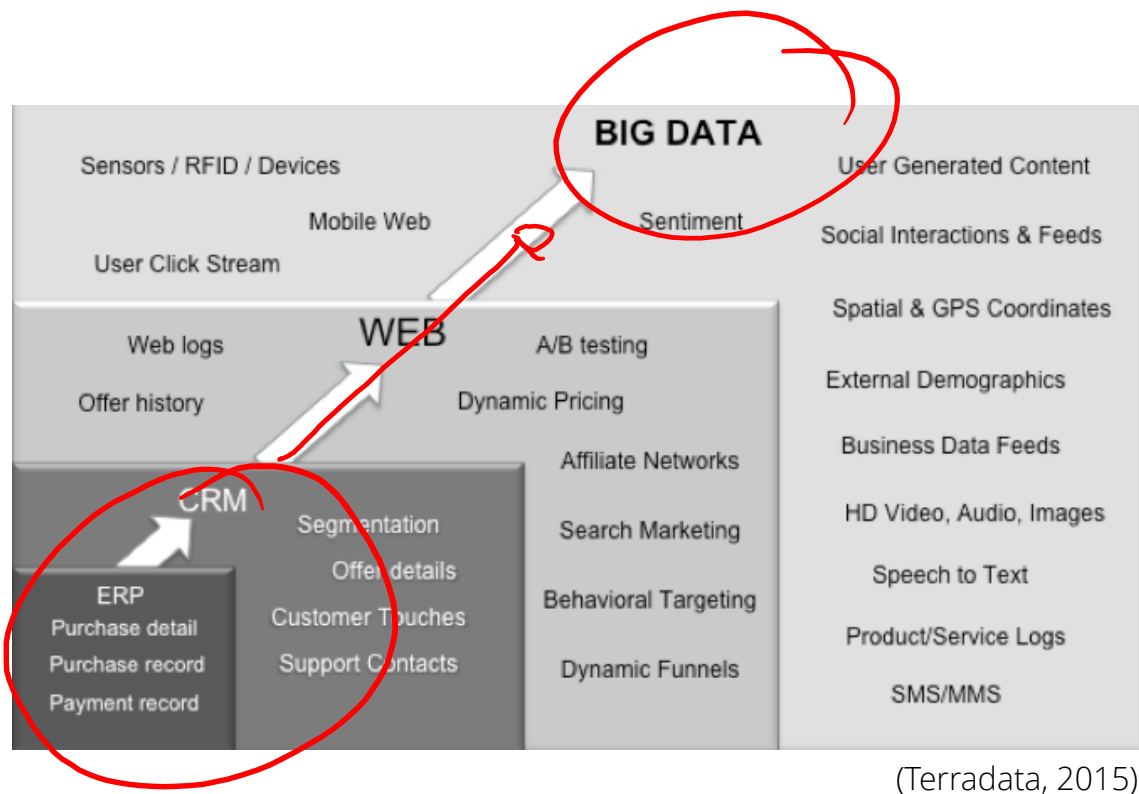 BIG DATA
Sensors / RFID / Devices
Mobile Web
User Click Stream
Sentiment
User Generated Content
Social Interactions & Feeds
Spatial & GPS Coordinates
External Demographics
Business Data Feeds
HD Video, Audio, Images
Speech to Text
Product/Service Logs
SMS/MMS
WEB
Web logs
Offer history
A/B testing
Dynamic Pricing
Affiliate Networks
Search Marketing
Behavioral Targeting
Dynamic Funnels
CRM
Segmentation
Offer details
Customer Touches
Support Contacts
ERP
Purchase detail
Purchase record
Payment record
(Terradata, 2015)